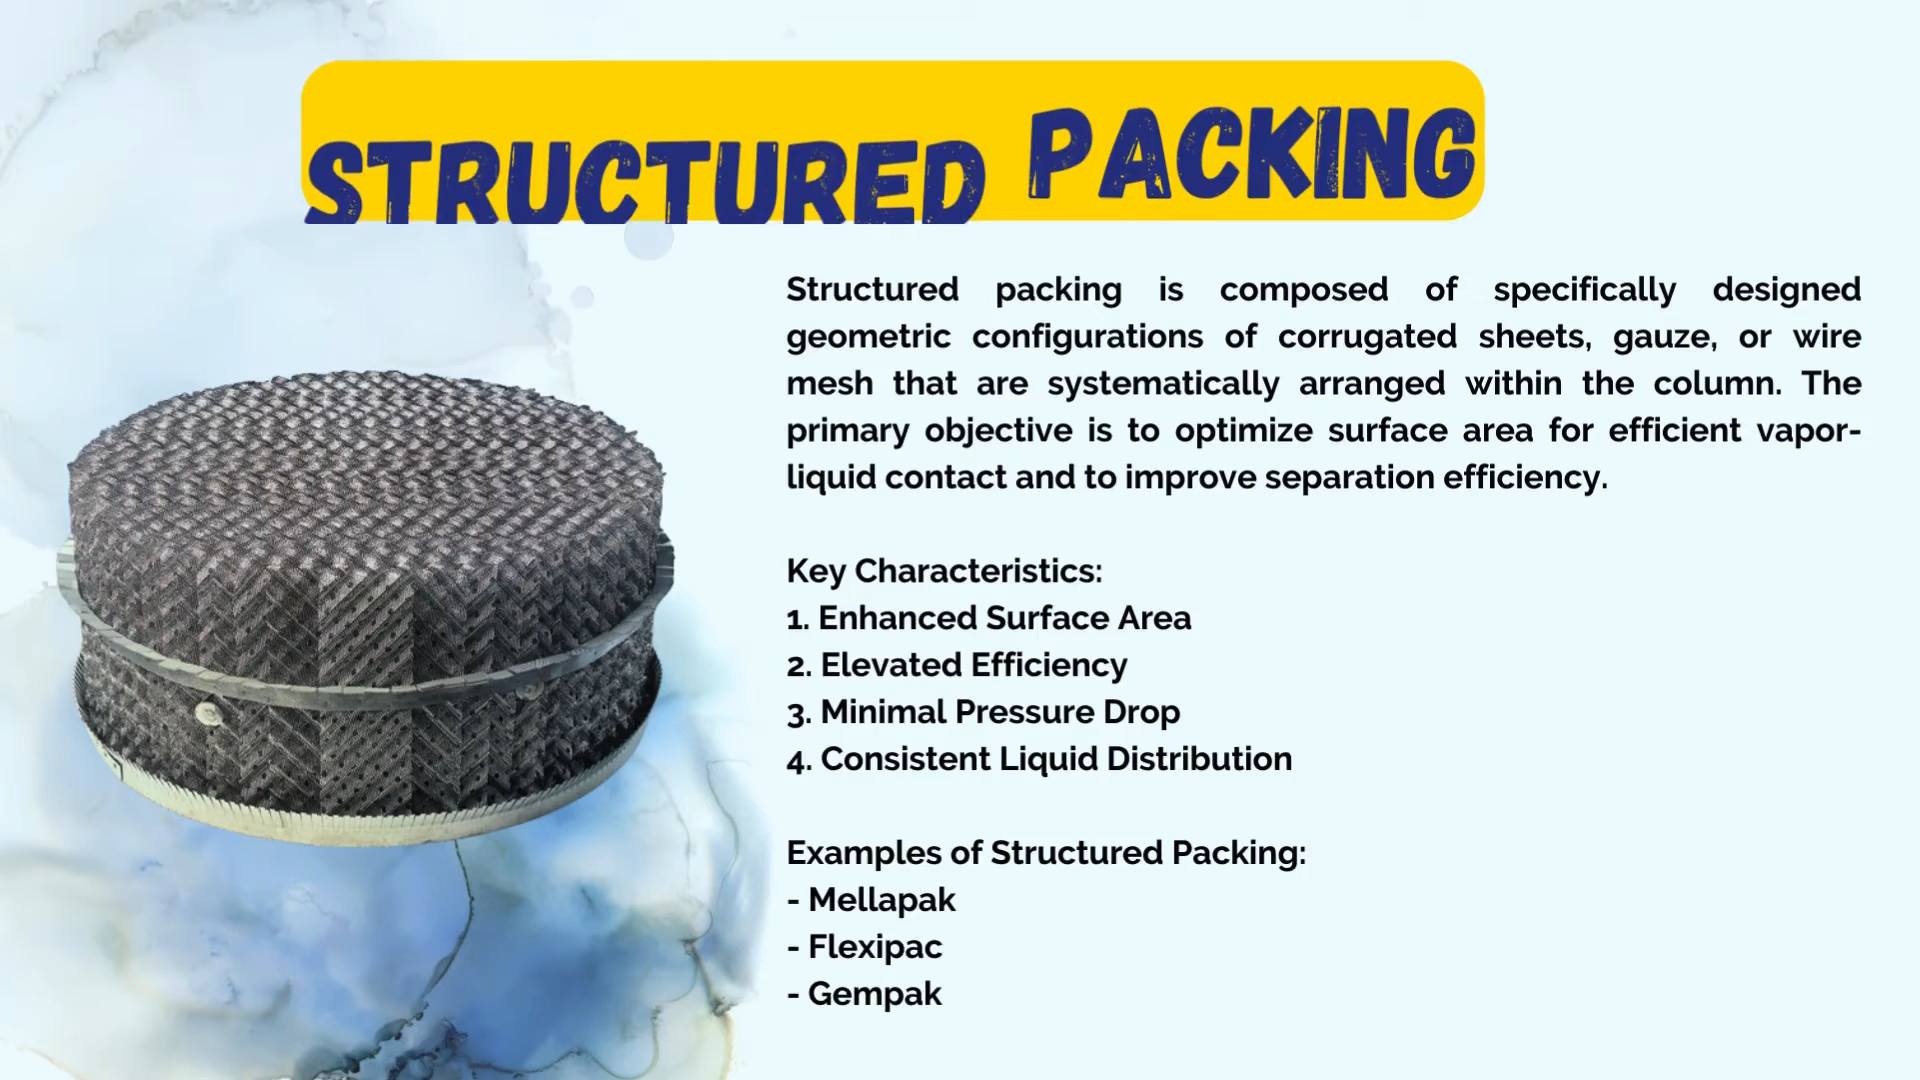 STRUCTURED PACKING
Structured packing is composed of specifically designed
geometric configurations of corrugated sheets, gauze, or wire
mesh that are systematically arranged within the column. The
primary objective is to optimize surface area for efficient vapor-
liquid contact and to improve separation efficiency.
Key Characteristics:
1. Enhanced Surface Area
2. Elevated Efficiency
3. Minimal Pressure Drop
4. Consistent Liquid Distribution
Examples of Structured Packing:
- Mellapak
- Flexipac
- Gempak